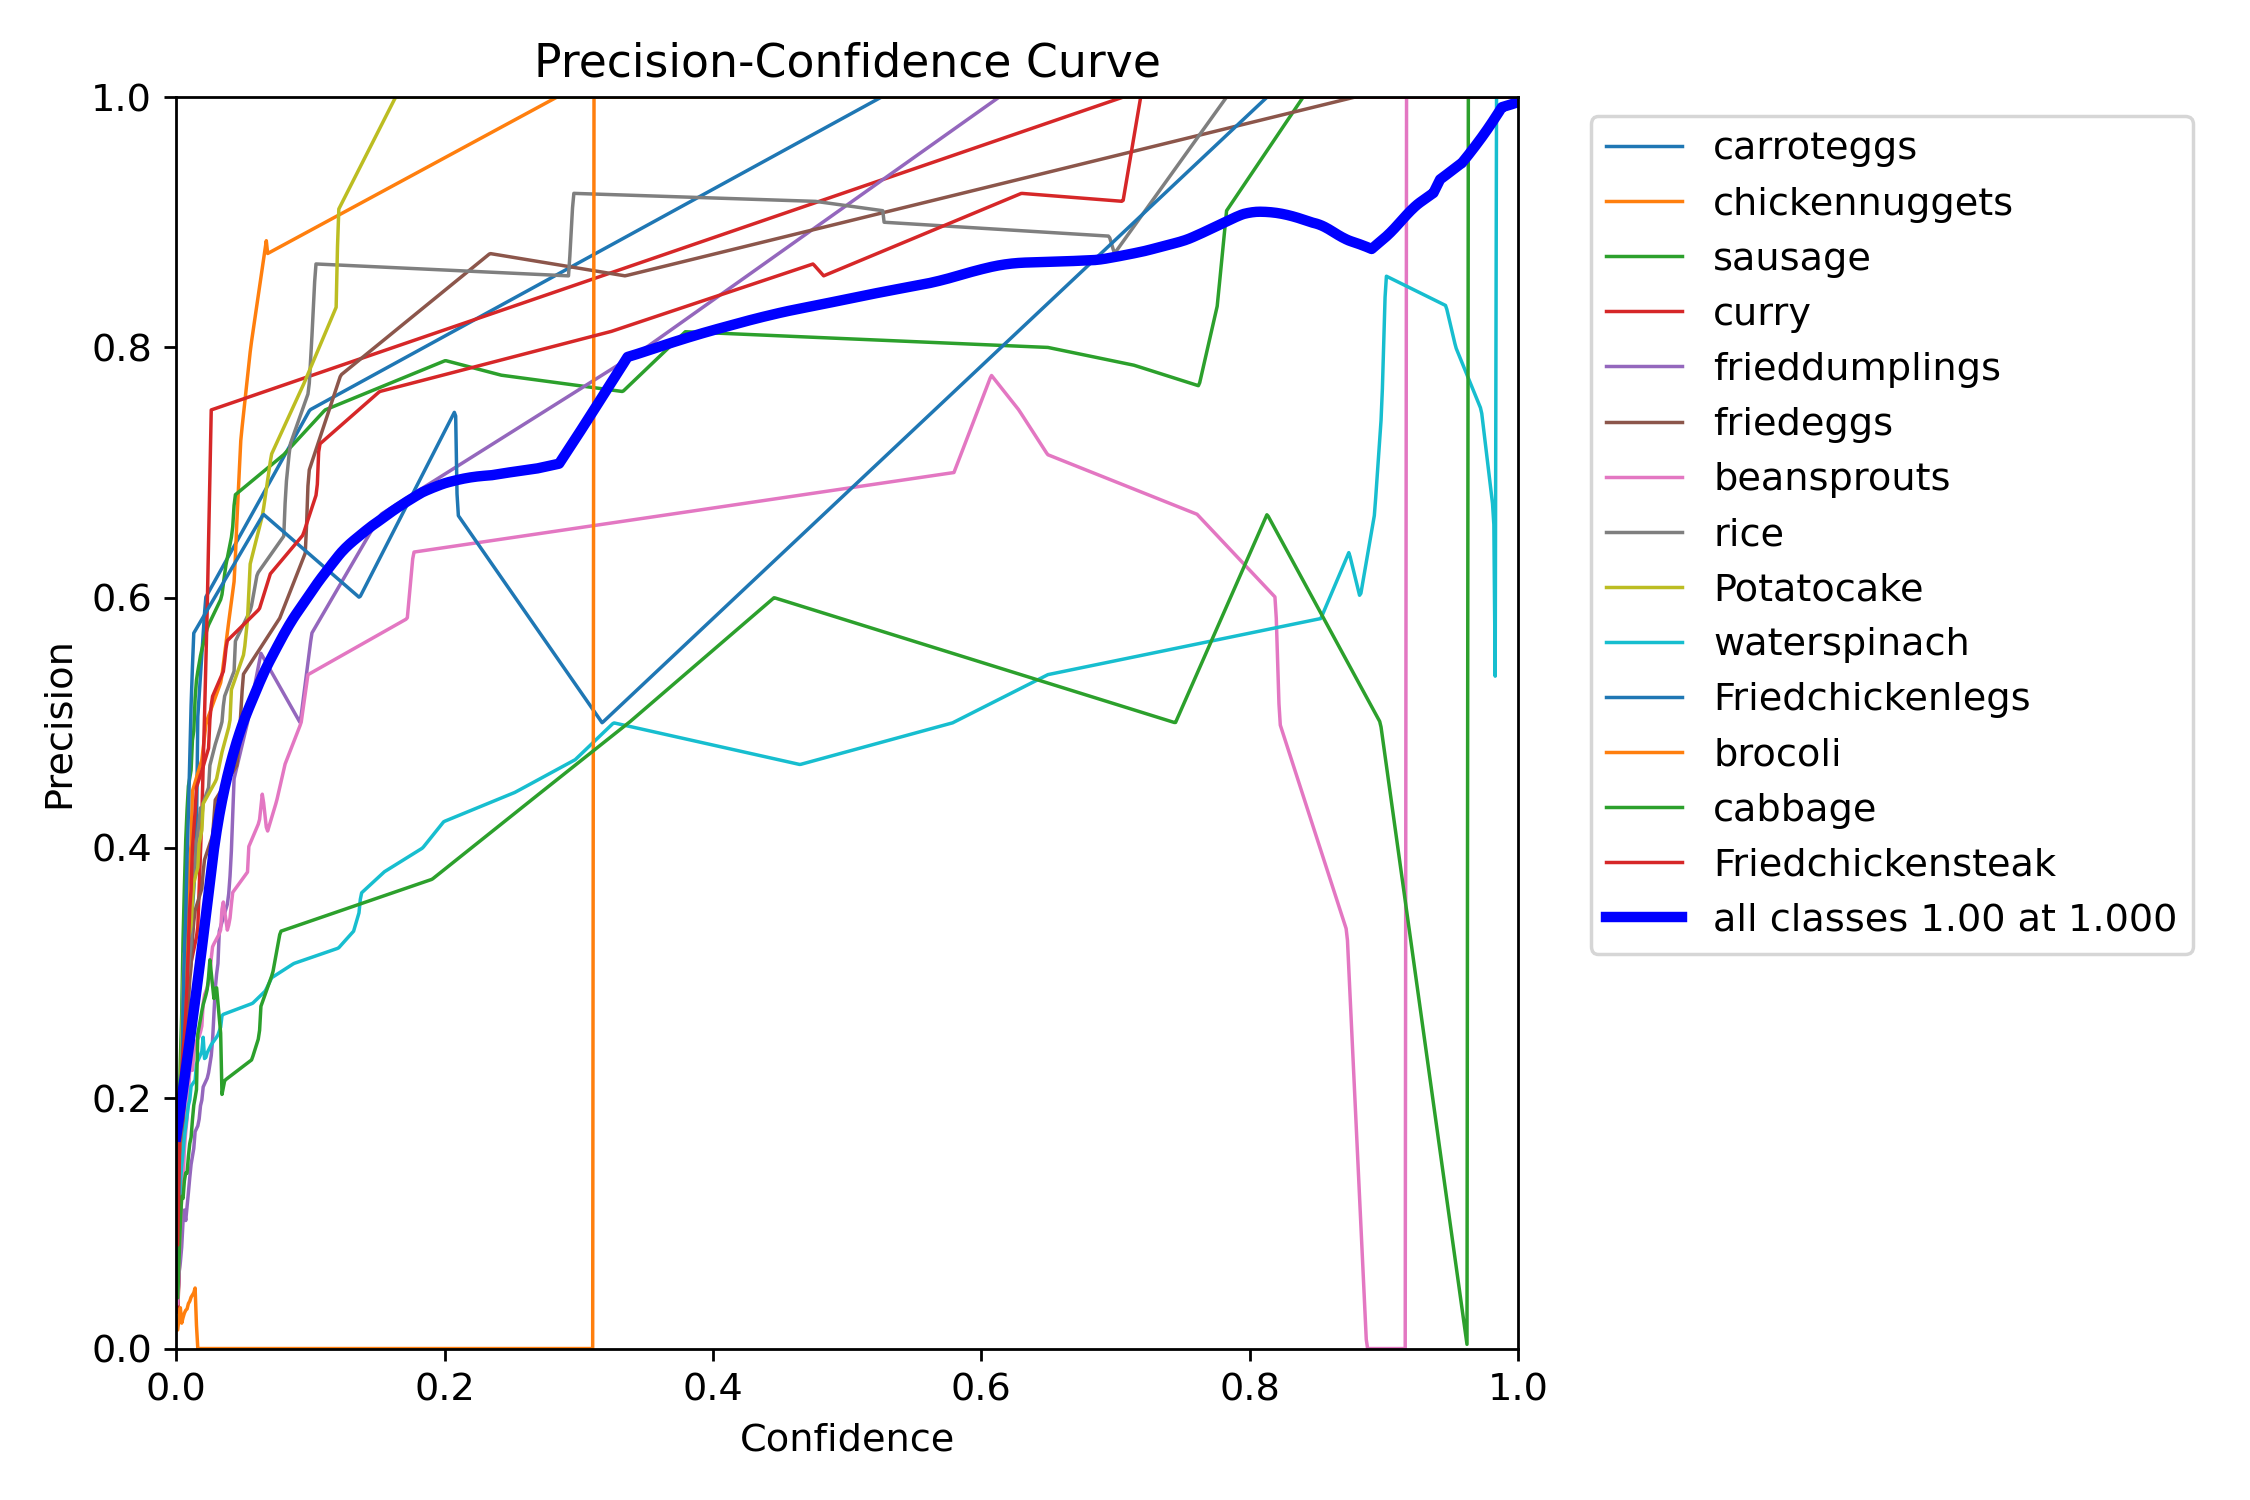 Precision-Confidence Curve
1.0
0.8
0.6
0.4
0.2
0.0
Precision
0.0 0.2 0.4 0.6 0.8 1.0
Confidence
carroteggs
chickennuggets
sausage
curry
frieddumplings
friedeggs
beansprouts
rice
Potatocake
waterspinach
Friedchickenlegs
brocoli
cabbage
Friedchickensteak
all classes 1.00 at 1.000